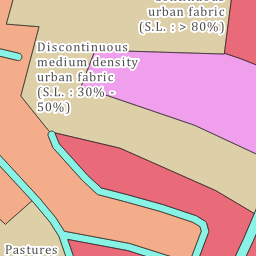 urban fabric
(S.L. : > 80%)
Discontinuous
medium density
urban fabric
(S.L. : 30% -
50%)
Pastures